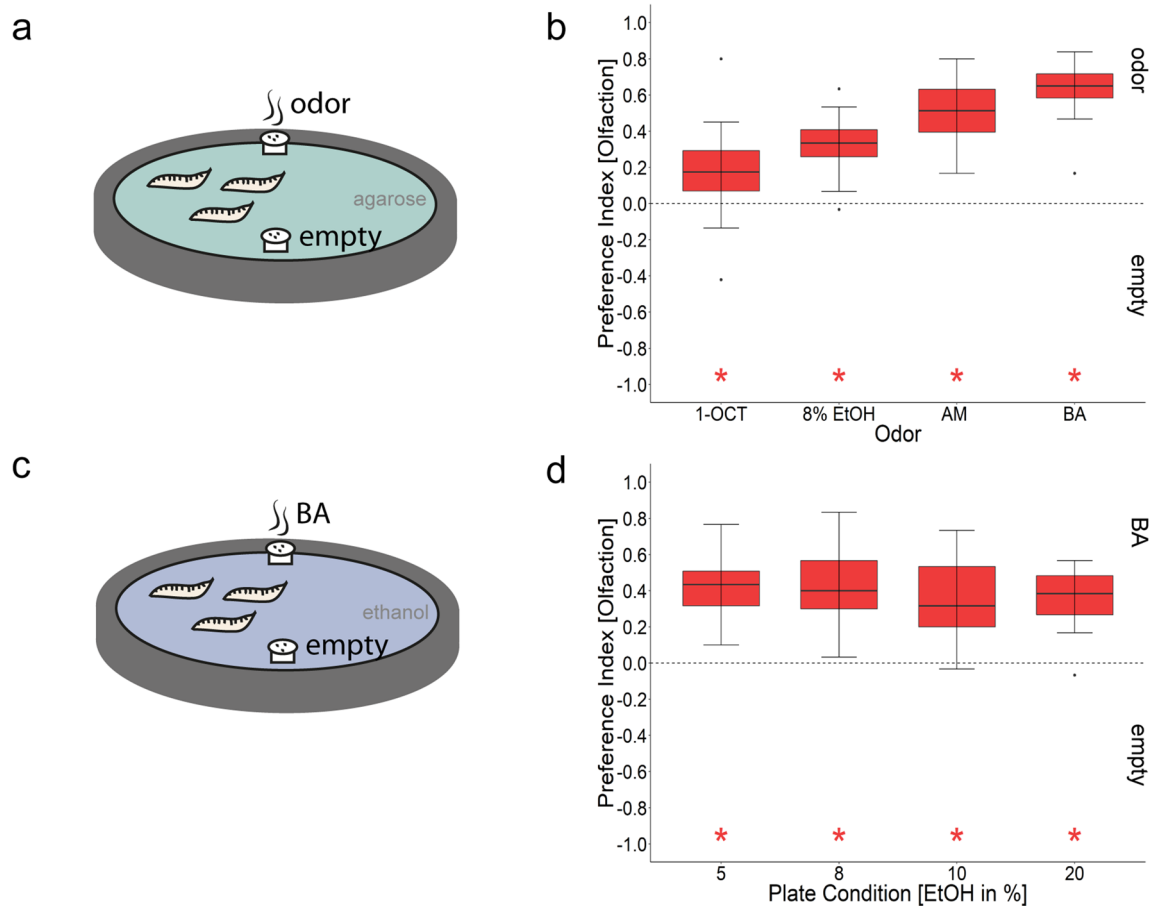 a
odor
agarose
empty
b
Preference Index [Olfaction]
1.0
0.8
0.6
0.4
0.2
0.0
-0.2
-0.4
-0.6
-0.8
-1.0
odor
empty
* * * *
1-OCT 8% EtOH AM BA
Odor
c
BA
ethanol
empty
d
Preference Index [Olfaction]
1.0
0.8
0.6
0.4
0.2
0.0
-0.2
-0.4
-0.6
-0.8
-1.0
BA
empty
* * * *
5 8 10 20
Plate Condition [EtOH in %]